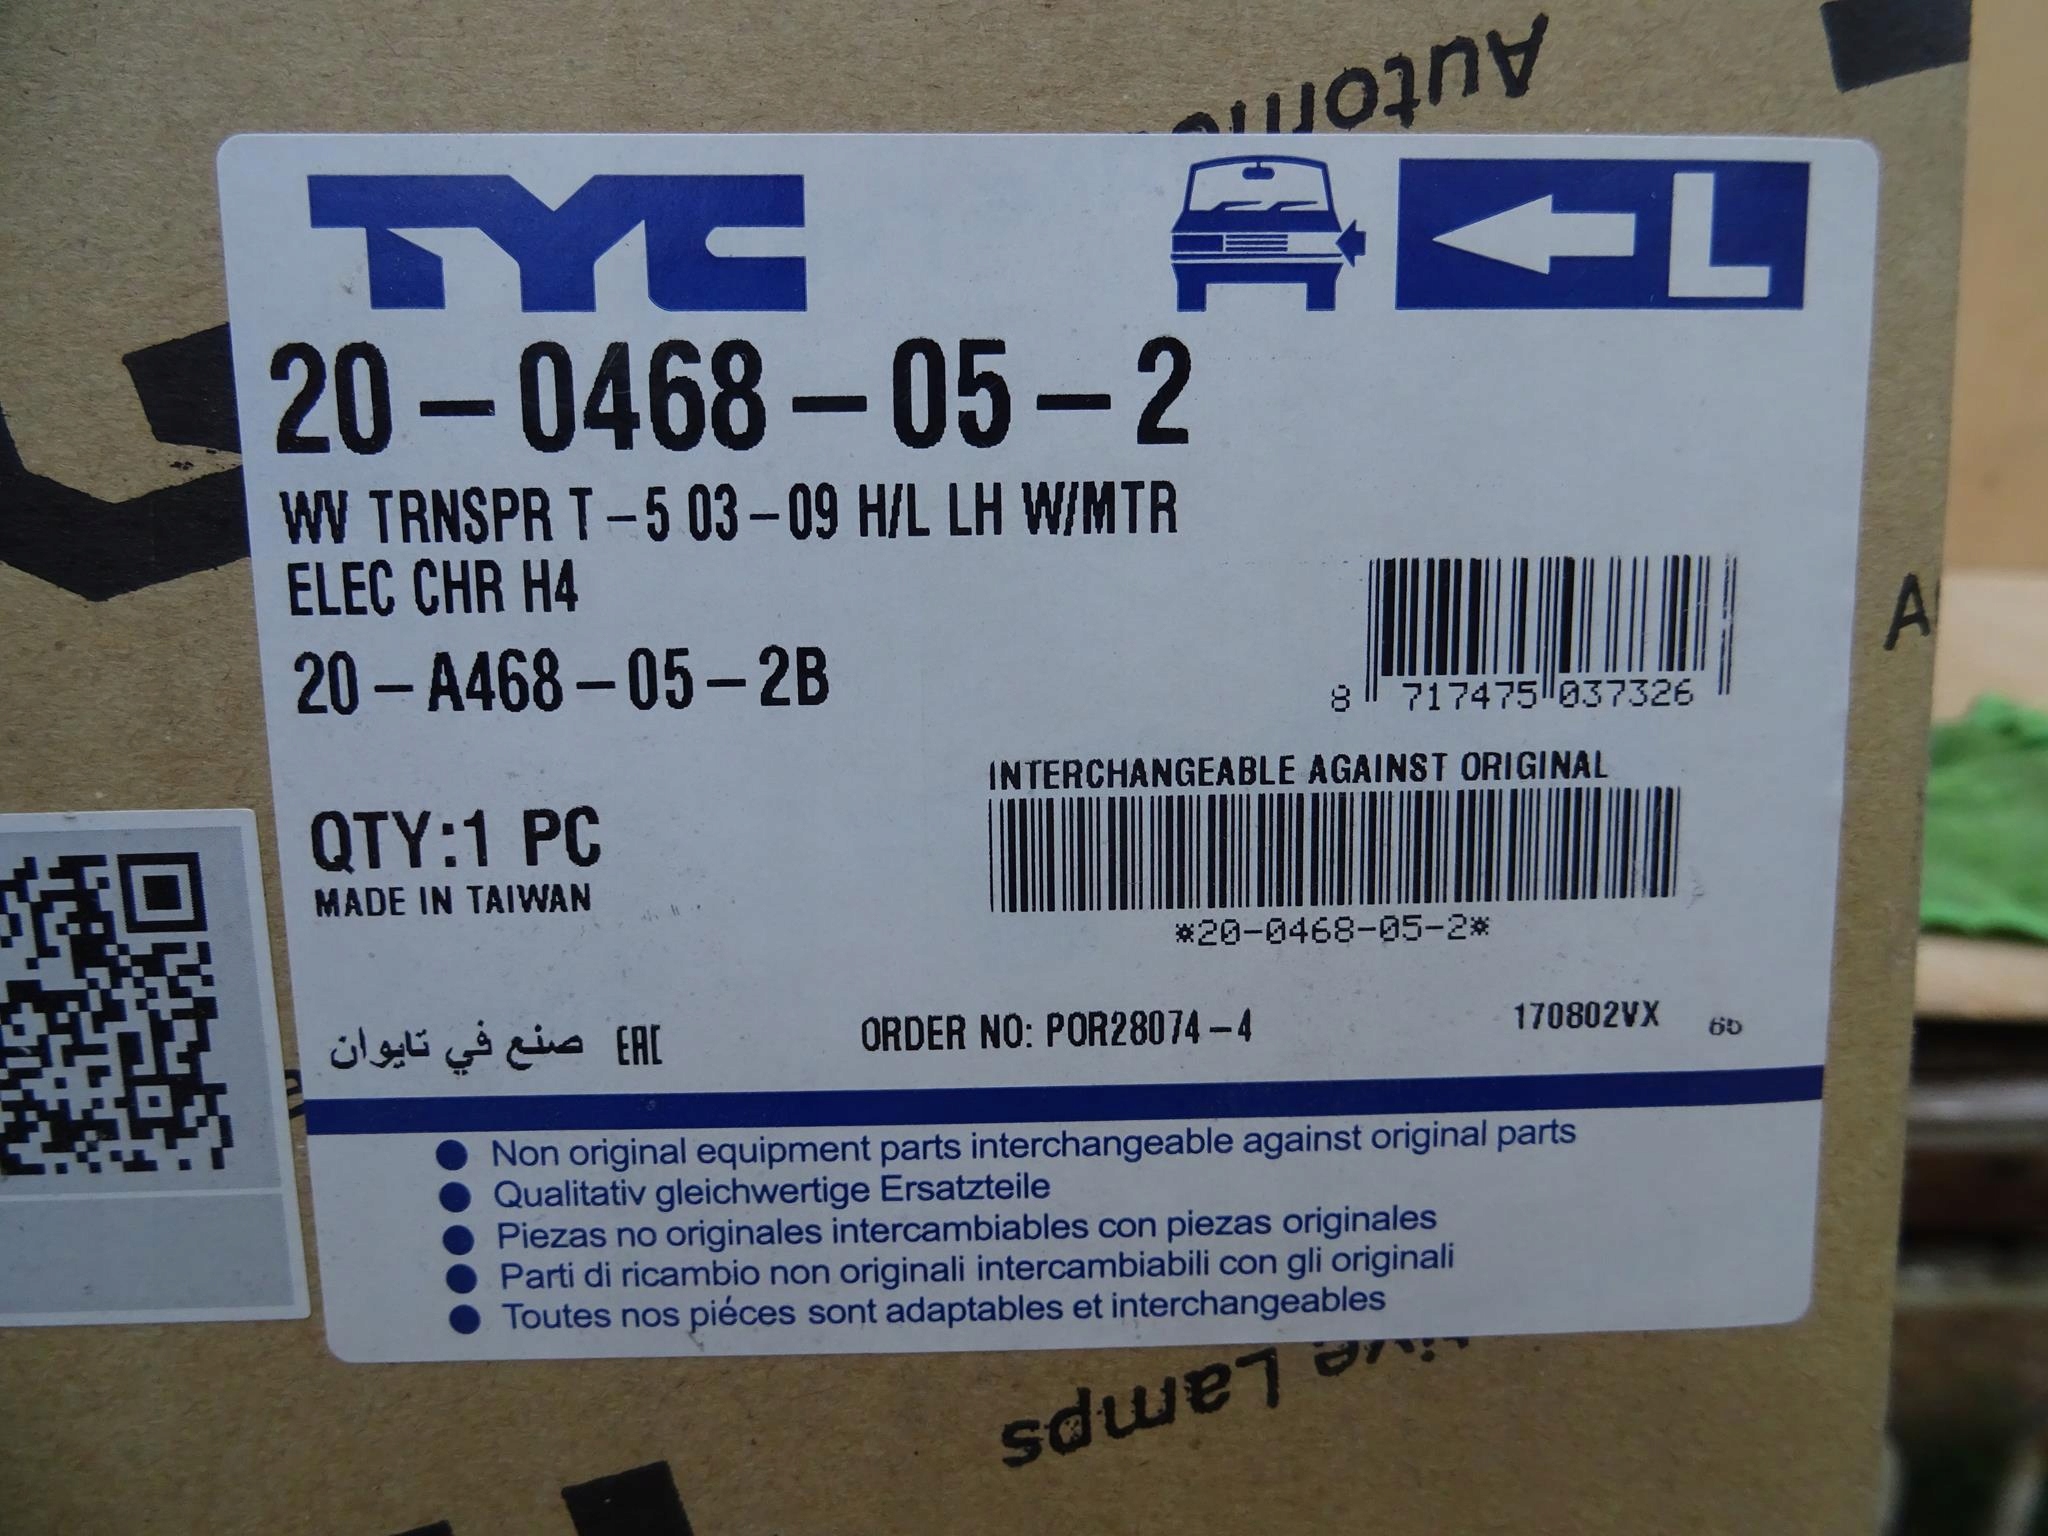 Automo
TYC
L
20-0468-05-2
WV TRNSPR T-5 03-09 H/L LH W/MTR
ELEC CHR H4
20-A468-05-2B
8 717475 037326
INTERCHANGEABLE AGAINST ORIGINAL
QTY:1 PC
MADE IN TAIWAN
*20-0468-05-2*
صنع في تايوان EAC
ORDER NO: POR28074-4
170802VX
Non original equipment parts interchangeable against original parts
Qualitativ gleichwertige Ersatzteile
Piezas no originales intercambiables con piezas originales
Parti di ricambio non originali intercambiabili con gli originali
Toutes nos piéces sont adaptables et interchangeables
ive Lamps